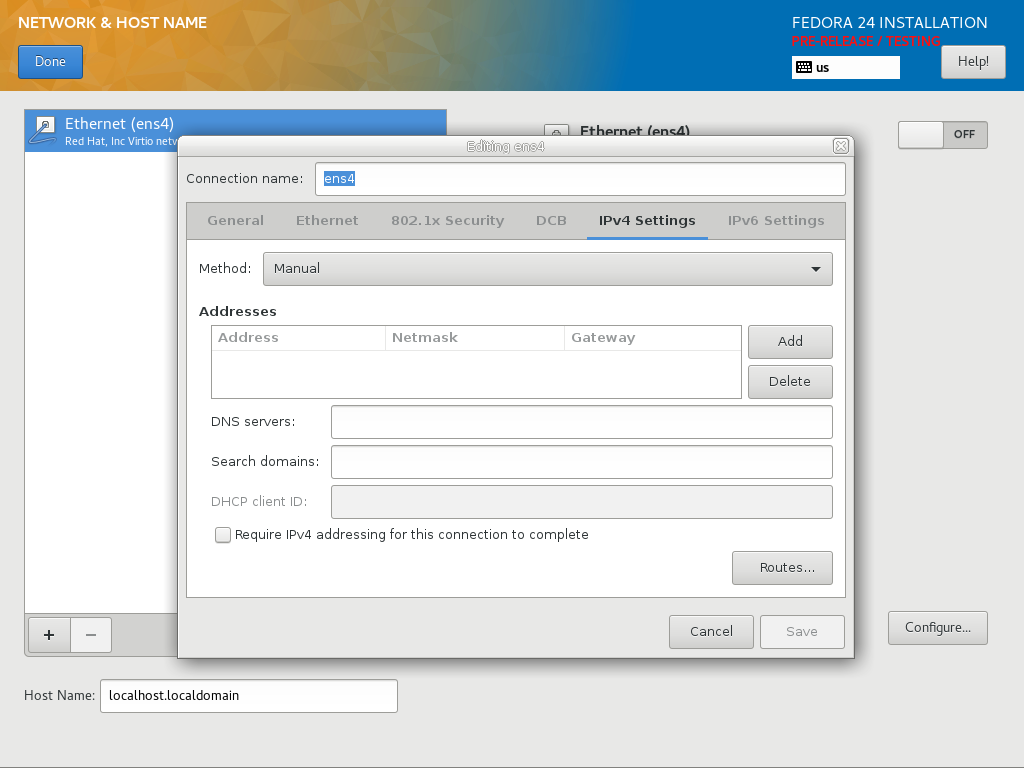 NETWORK & HOST NAME
FEDORA 24 INSTALLATION
PRE-RELEASE / TESTING
Done
us
Help!
Ethernet (ens4)
Red Hat, Inc Virtio netw
Ethernet (ens4)
OFF
Editing ens4
Connection name: ens4
General Ethernet 802.1x Security DCB IPv4 Settings IPv6 Settings
Method: Manual
Addresses
Address Netmask Gateway
Add
Delete
DNS servers:
Search domains:
DHCP client ID:
Require IPv4 addressing for this connection to complete
Routes...
Cancel Save
+ −
Configure...
Host Name: localhost.localdomain